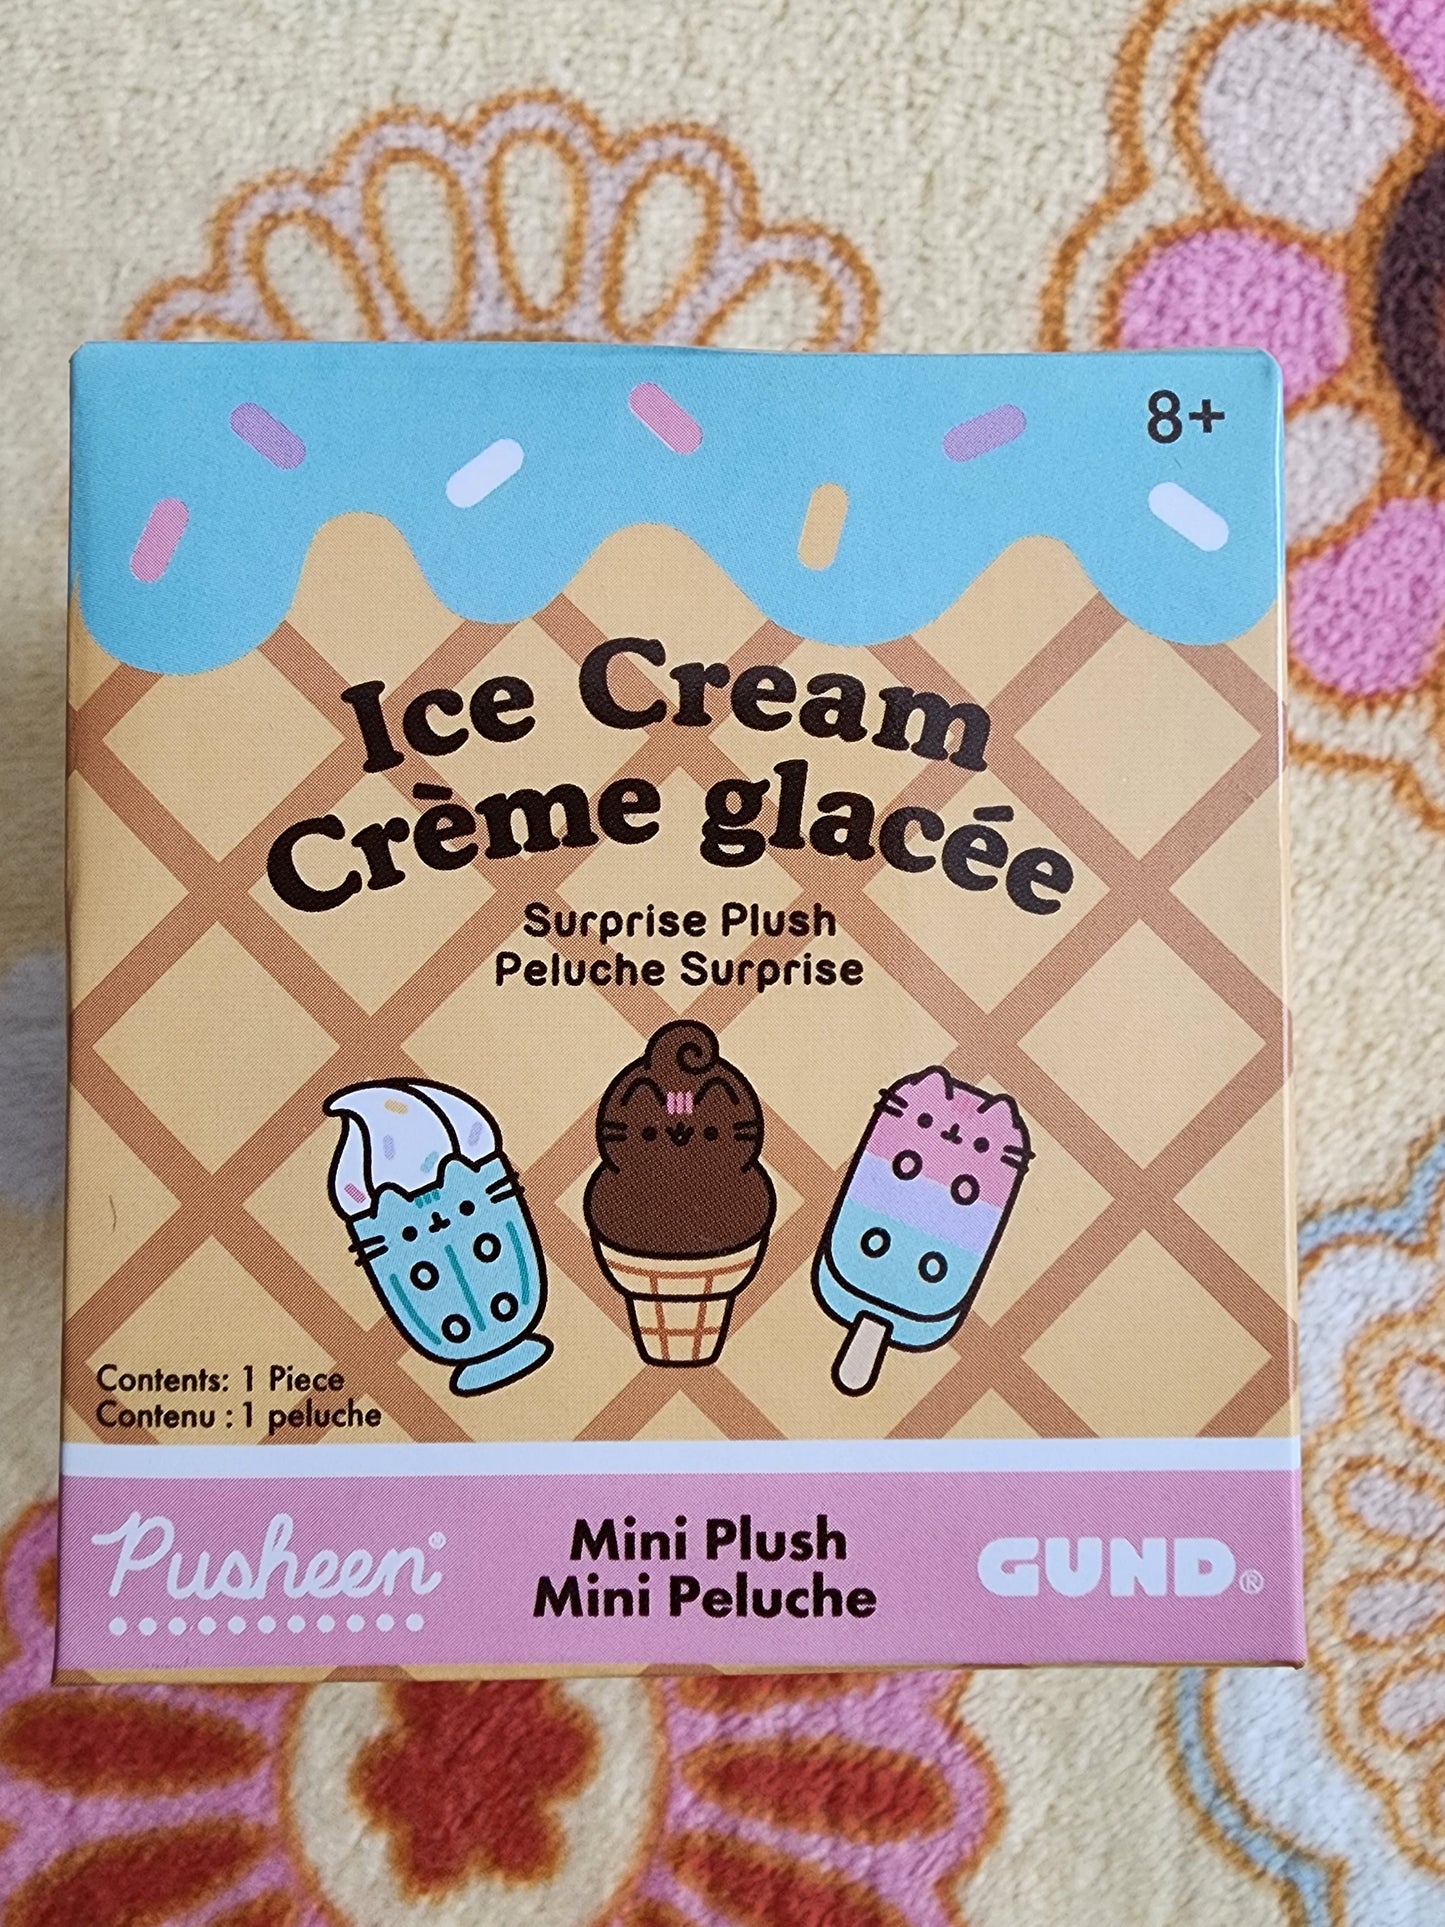 8+
Ice Cream
Crème glacée
Surprise Plush
Peluche Surprise
Contents: 1 Piece
Contenu : 1 peluche
Pusheen®
Mini Plush
Mini Peluche
GUND®